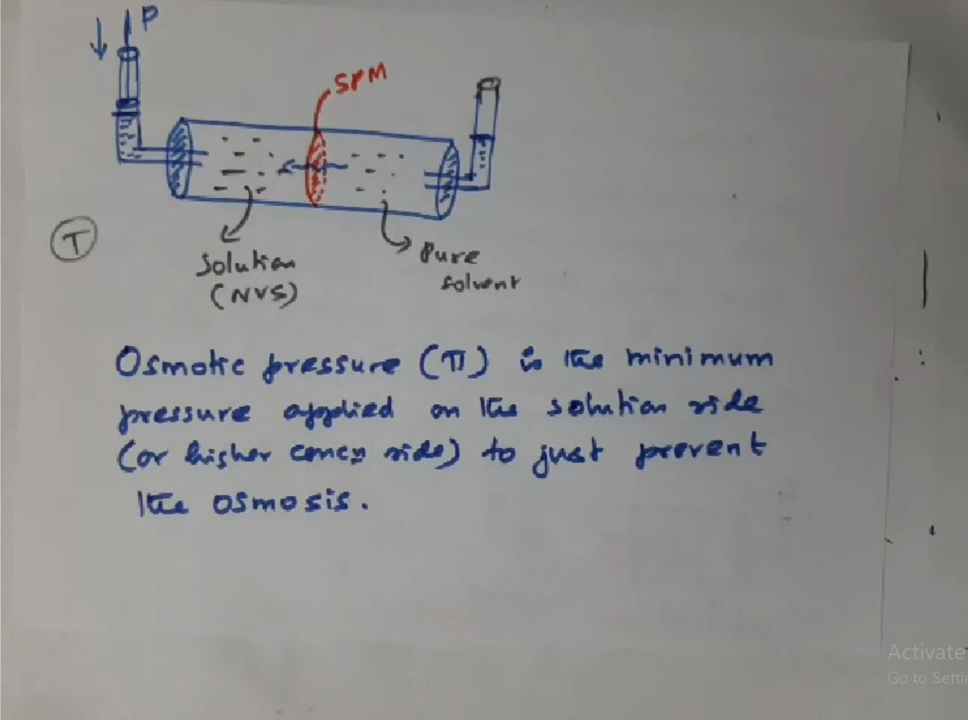 P
SPM
T
Solution
(NVS)
Pure
solvent
Osmotic pressure (π) is the minimum
pressure applied on the solution side
(or higher concn side) to just prevent
the osmosis.
Activate
Go to Settin